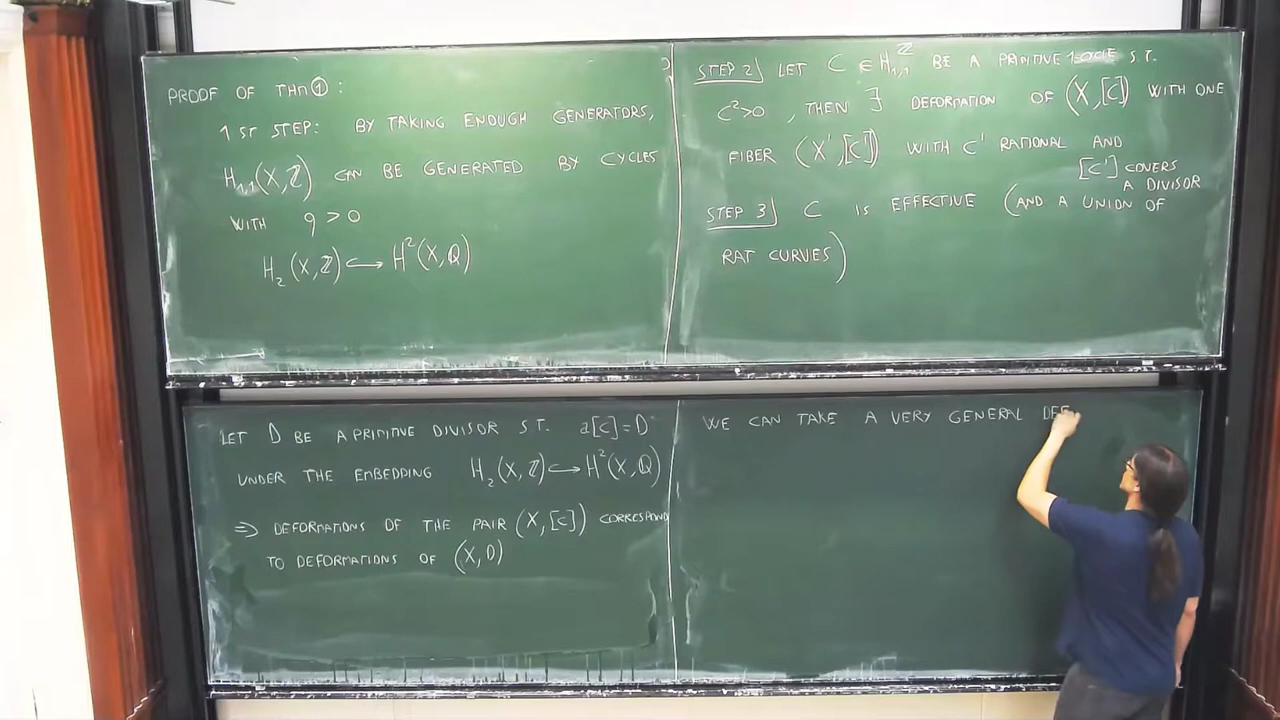 PROOF OF THM ① :
1 ST STEP: BY TAKING ENOUGH GENERATORS,
H₁,₁(X,ℤ) CAN BE GENERATED BY CYCLES
WITH q > 0
H₂(X,ℤ) ↪ H²(X,ℚ)
STEP 2) LET C ∈ H₁,₁^ℤ BE A PRIMITIVE S.T.
C²>0 , THEN ∃ DEFORMATION OF (X,[C]) WITH ONE
FIBER (X',[C']) WITH C' RATIONAL AND
[C'] COVERS
A DIVISOR
STEP 3) C IS EFFECTIVE (AND A UNION OF
RAT CURVES)
LET D BE A PRIMITIVE DIVISOR S.T. a[C]=D
UNDER THE EMBEDDING H₂(X,ℤ) ↪ H²(X,ℚ)
⇒ DEFORMATIONS OF THE PAIR (X,[C]) CORRESPOND
TO DEFORMATIONS OF (X,D)
WE CAN TAKE A VERY GENERAL DEF